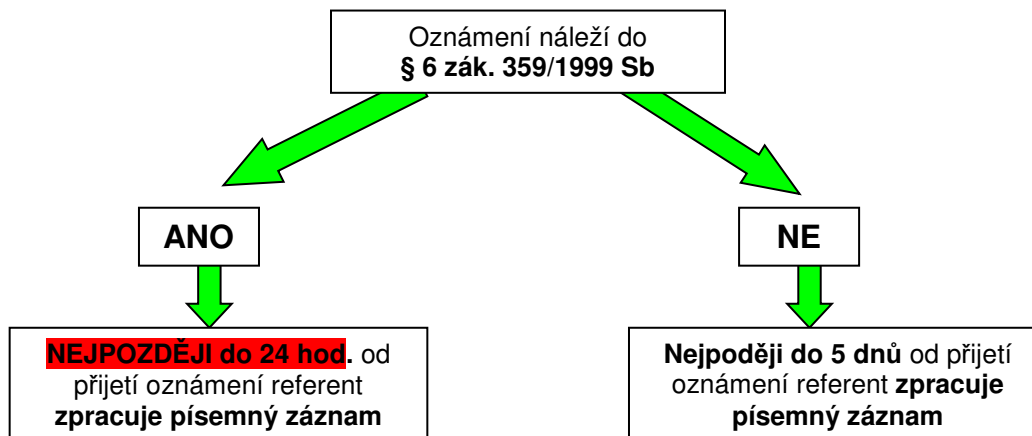 Oznámení náleží do
§ 6 zák. 359/1999 Sb
ANO
NE
NEJPOZDĚJI do 24 hod. od
přijetí oznámení referent
zpracuje písemný záznam
Nejpoději do 5 dnů od přijetí
oznámení referent zpracuje
písemný záznam